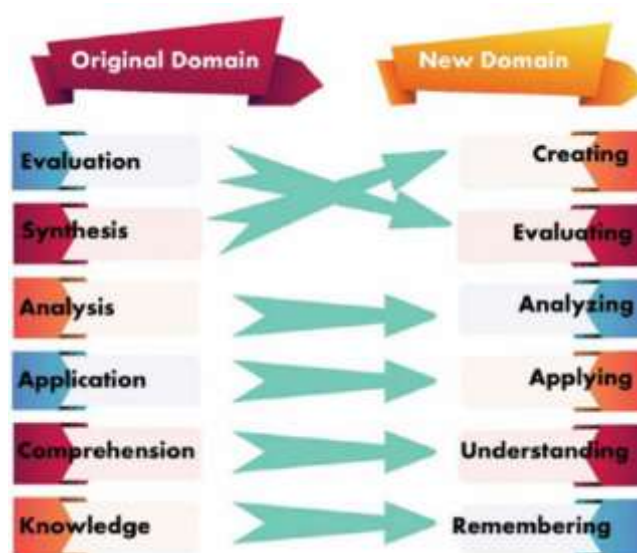 Original Domain
New Domain
Evaluation
Creating
Synthesis
Evaluating
Analysis
Analyzing
Application
Applying
Comprehension
Understanding
Knowledge
Remembering